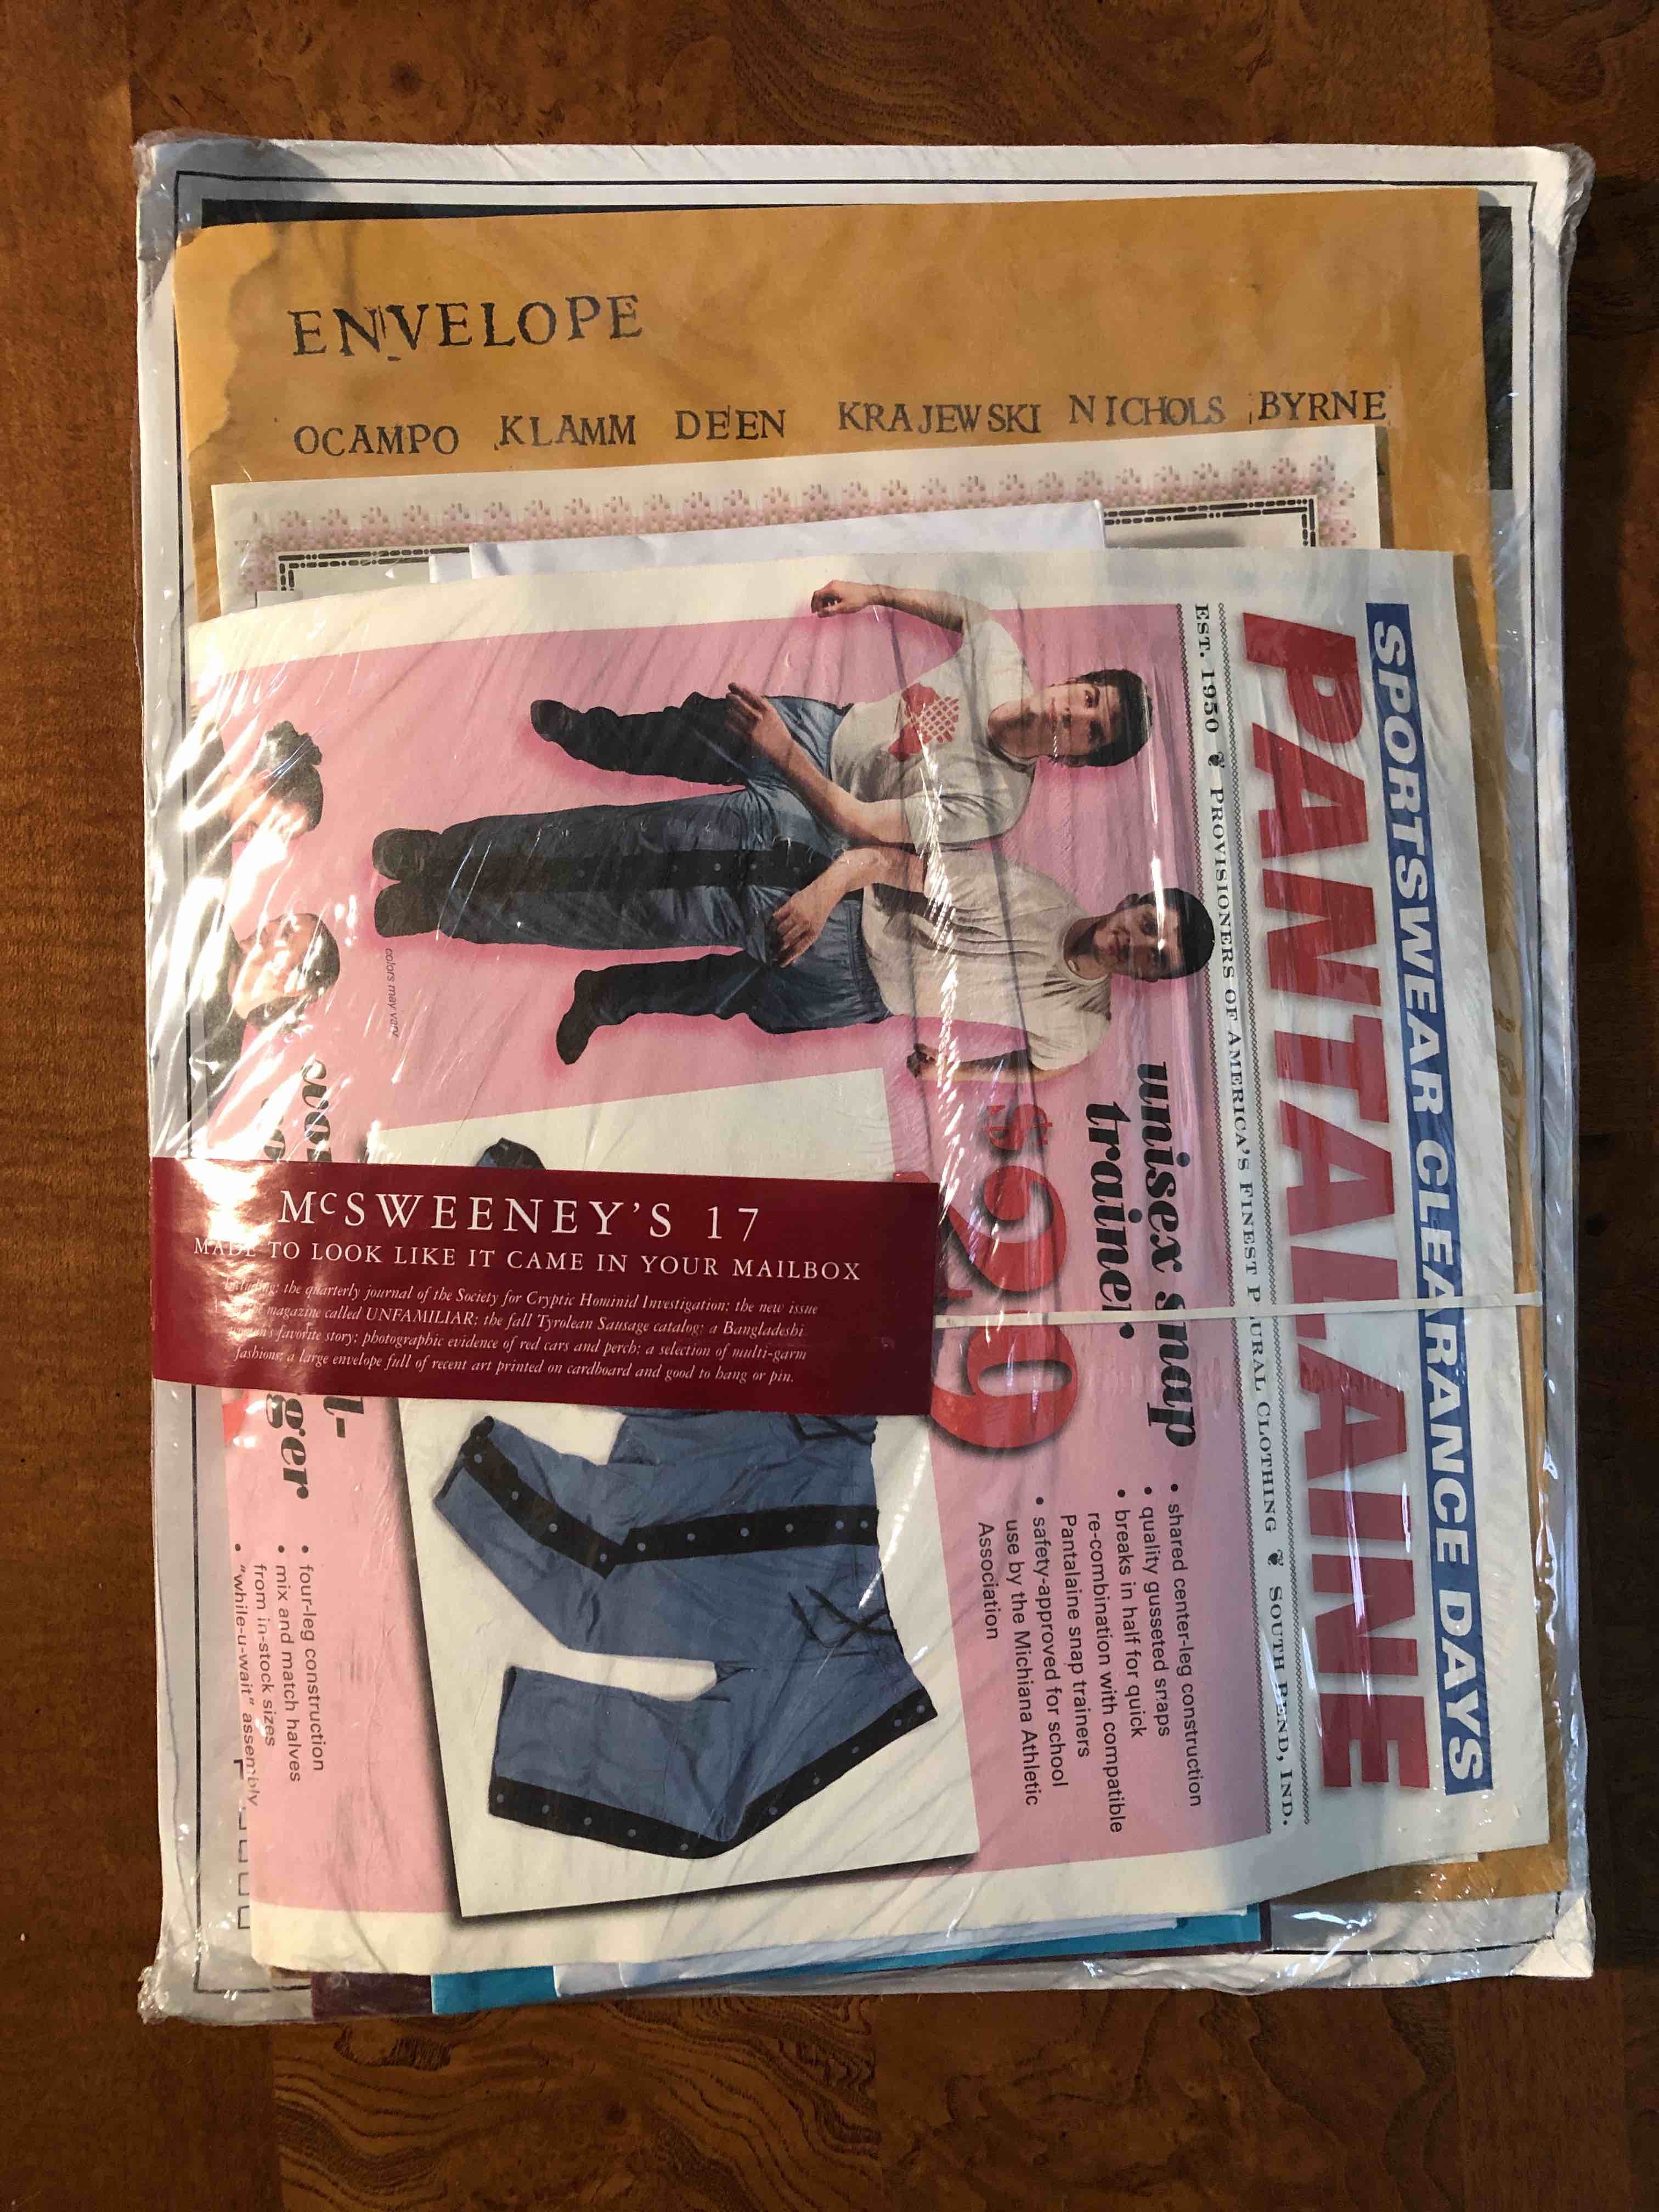 ENVELOPE
OCAMPO KLAMM DEEN KRAJEWSKI NICHOLS BYRNE
SPORTSWEAR CLEARANCE DAYS
PANTALAINE
EST. 1950 ❦ PROVISIONERS OF AMERICA'S FINEST P URAL CLOTHING ❦ SOUTH BEND, IND.
unisex snap
trainer.
$299
• shared center-leg construction
• quality gusseted snaps
• breaks in half for quick
re-combination with compatible
Pantalaine snap trainers
• safety-approved for school
use by the Michiana Athletic
Association
colors may vary
l-
ger
• four-leg construction
• mix and match halves
from in-stock sizes
• "while-u-wait" assembly
McSWEENEY'S 17
MADE TO LOOK LIKE IT CAME IN YOUR MAILBOX
the quarterly journal of the Society for Cryptic Hominid Investigation; the new issue
magazine called UNFAMILIAR; the fall Tyrolean Sausage catalog; a Bangladeshi
favorite story; photographic evidence of red cars and perch; a selection of multi-garm
fashions; a large envelope full of recent art printed on cardboard and good to hang or pin.